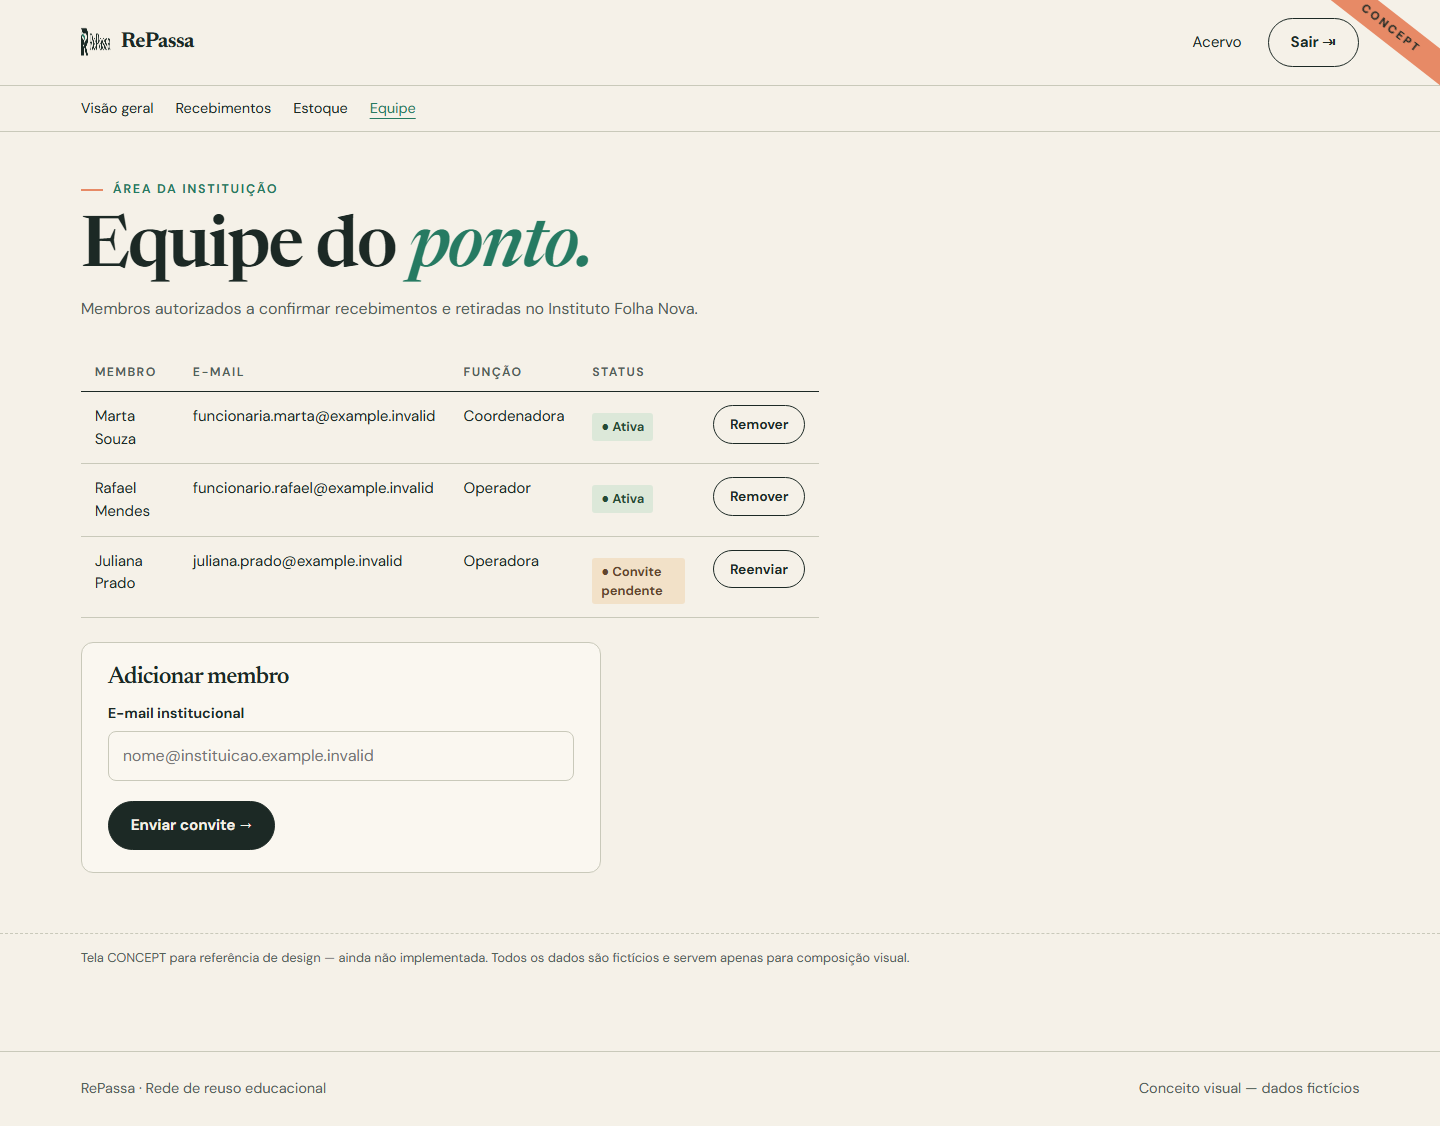 RePassa
Acervo
Sair ⇥
CONCEPT
Visão geral
Recebimentos
Estoque
Equipe
ÁREA DA INSTITUIÇÃO
Equipe do ponto.
Membros autorizados a confirmar recebimentos e retiradas no Instituto Folha Nova.
MEMBRO E-MAIL FUNÇÃO STATUS
Marta
Souza
funcionaria.marta@example.invalid
Coordenadora
● Ativa
Remover
Rafael
Mendes
funcionario.rafael@example.invalid
Operador
● Ativa
Remover
Juliana
Prado
juliana.prado@example.invalid
Operadora
● Convite
pendente
Reenviar
Adicionar membro
E-mail institucional
nome@instituicao.example.invalid
Enviar convite →
Tela CONCEPT para referência de design — ainda não implementada. Todos os dados são fictícios e servem apenas para composição visual.
RePassa · Rede de reuso educacional
Conceito visual — dados fictícios